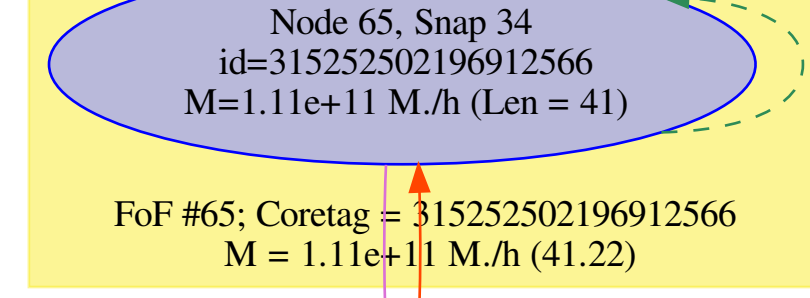 Node 65, Snap 34
id=315252502196912566
M=1.11e+11 M./h (Len = 41)
FoF #65; Coretag = 315252502196912566
M = 1.11e+11 M./h (41.22)